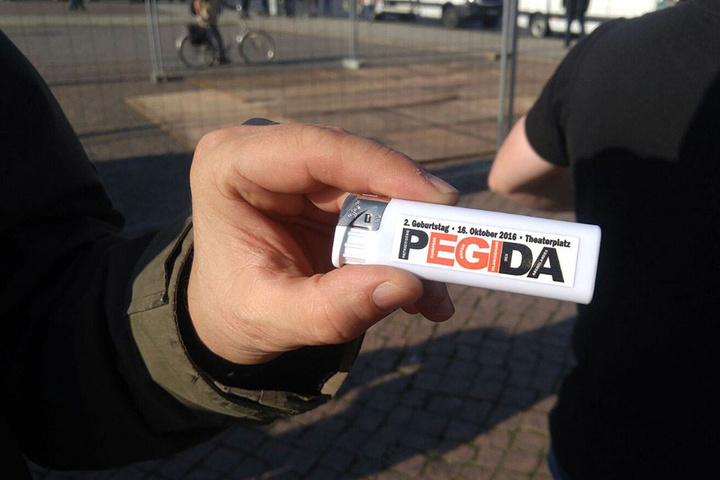 2. Geburtstag • 16. Oktober 2016 • Theaterplatz
PEGIDA